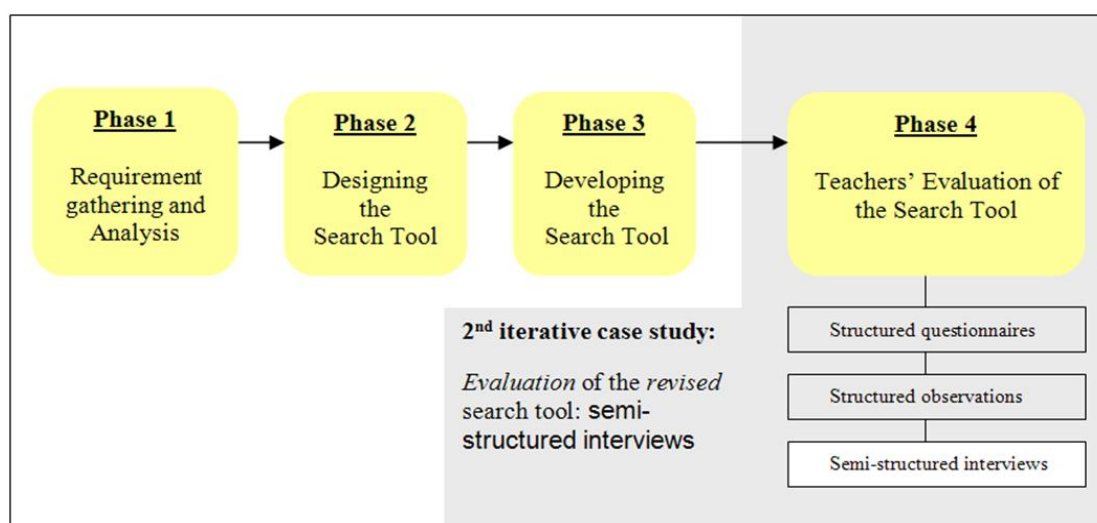 Phase 1
Requirement
gathering and
Analysis
Phase 2
Designing
the
Search Tool
Phase 3
Developing
the
Search Tool
Phase 4
Teachers’ Evaluation of
the Search Tool
2nd iterative case study:
Evaluation of the revised
search tool: semi-
structured interviews
Structured questionnaires
Structured observations
Semi-structured interviews